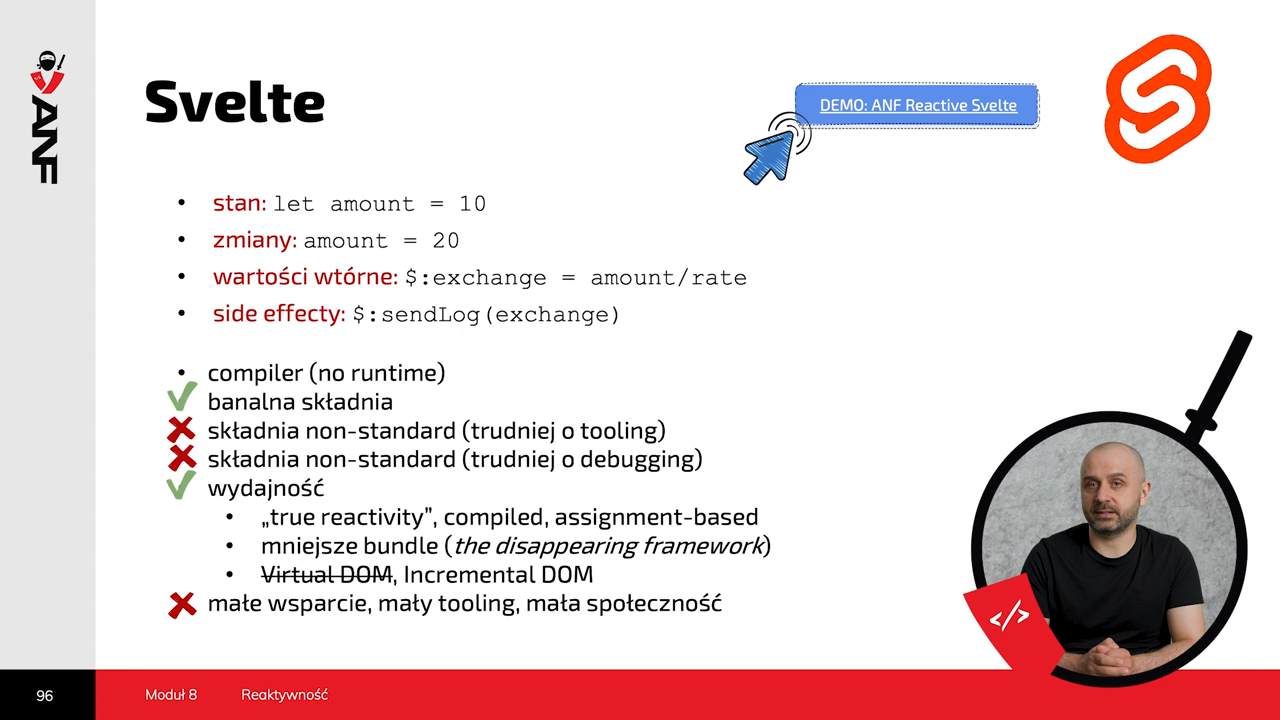 ANF
Svelte
DEMO: ANF Reactive Svelte
• stan: let amount = 10
• zmiany: amount = 20
• wartości wtórne: $:exchange = amount/rate
• side effecty: $:sendLog(exchange)
• compiler (no runtime)
banalna składnia
składnia non-standard (trudniej o tooling)
składnia non-standard (trudniej o debugging)
wydajność
• „true reactivity”, compiled, assignment-based
• mniejsze bundle (the disappearing framework)
• Virtual DOM, Incremental DOM
małe wsparcie, mały tooling, mała społeczność
</>
96
Moduł 8 Reaktywność